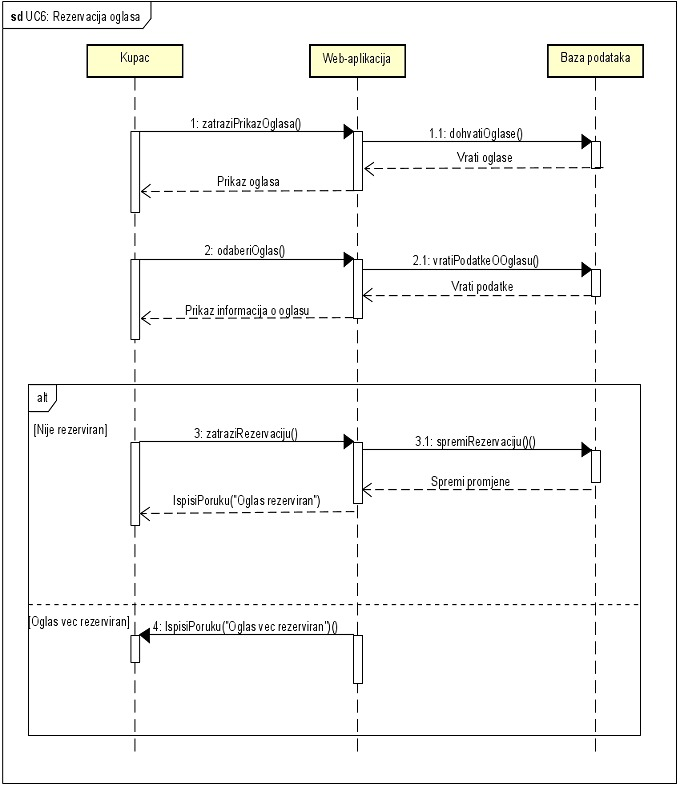 sd UC6: Rezervacija oglasa
Kupac
Web-aplikacija
Baza podataka
1: zatraziPrikazOglasa()
1.1: dohvatiOglase()
Vrati oglase
Prikaz oglasa
2: odaberiOglas()
2.1: vratiPodatkeOOglasu()
Vrati podatke
Prikaz informacija o oglasu
alt
[Nije rezerviran]
3: zatraziRezervaciju()
3.1: spremiRezervaciju()()
Spremi promjene
IspisiPoruku("Oglas rezerviran")
[Oglas vec rezerviran]
4: IspisiPoruku("Oglas vec rezerviran")()